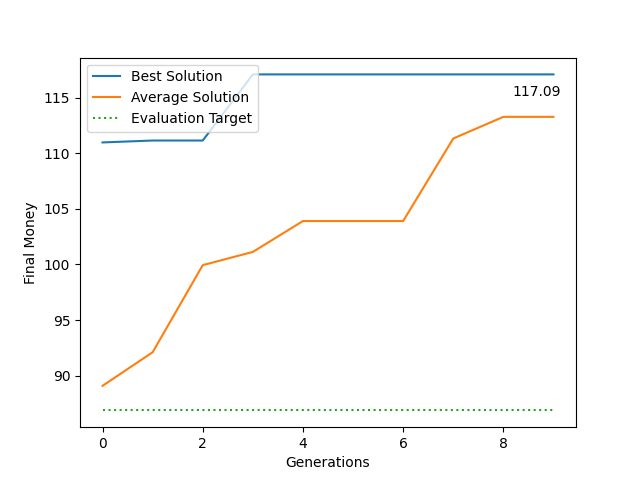 Best Solution
Average Solution
Evaluation Target
117.09
115
110
105
100
95
90
Final Money
0 2 4 6 8
Generations